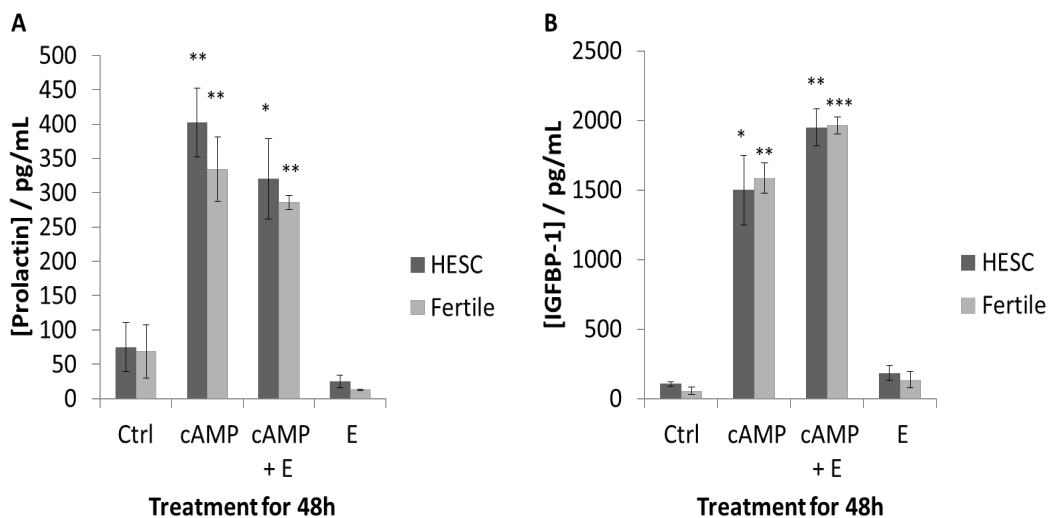 A
[Prolactin] / pg/mL
500
450
400
350
300
250
200
150
100
50
0
**
**
*
**
HESC
Fertile
Ctrl cAMP cAMP E
+ E
Treatment for 48h
B
[IGFBP-1] / pg/mL
2500
2000
1500
1000
500
0
*
**
**
***
HESC
Fertile
Ctrl cAMP cAMP E
+ E
Treatment for 48h